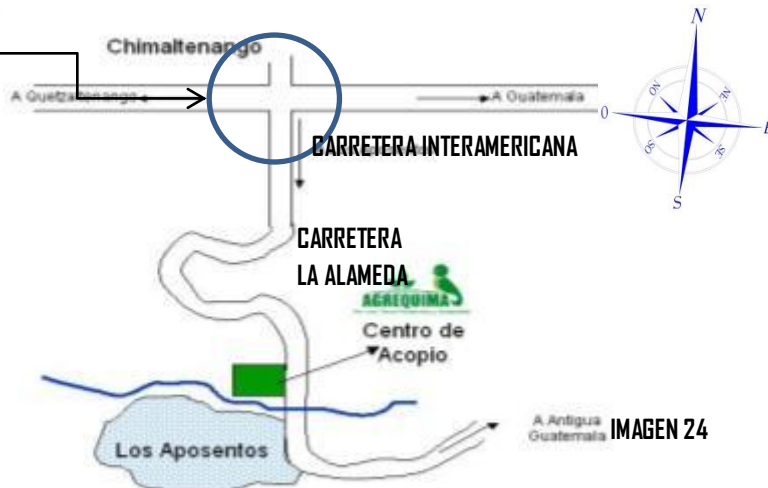 Chimaltenango
A Quetzaltenango
A Guatemala
CARRETERA INTERAMERICANA
CARRETERA
LA ALAMEDA
AGREQUIMA
Centro de
Acopio
Los Aposentos
A Antigua
Guatemala
IMAGEN 24
N
NE
E
SE
S
SO
O
NO